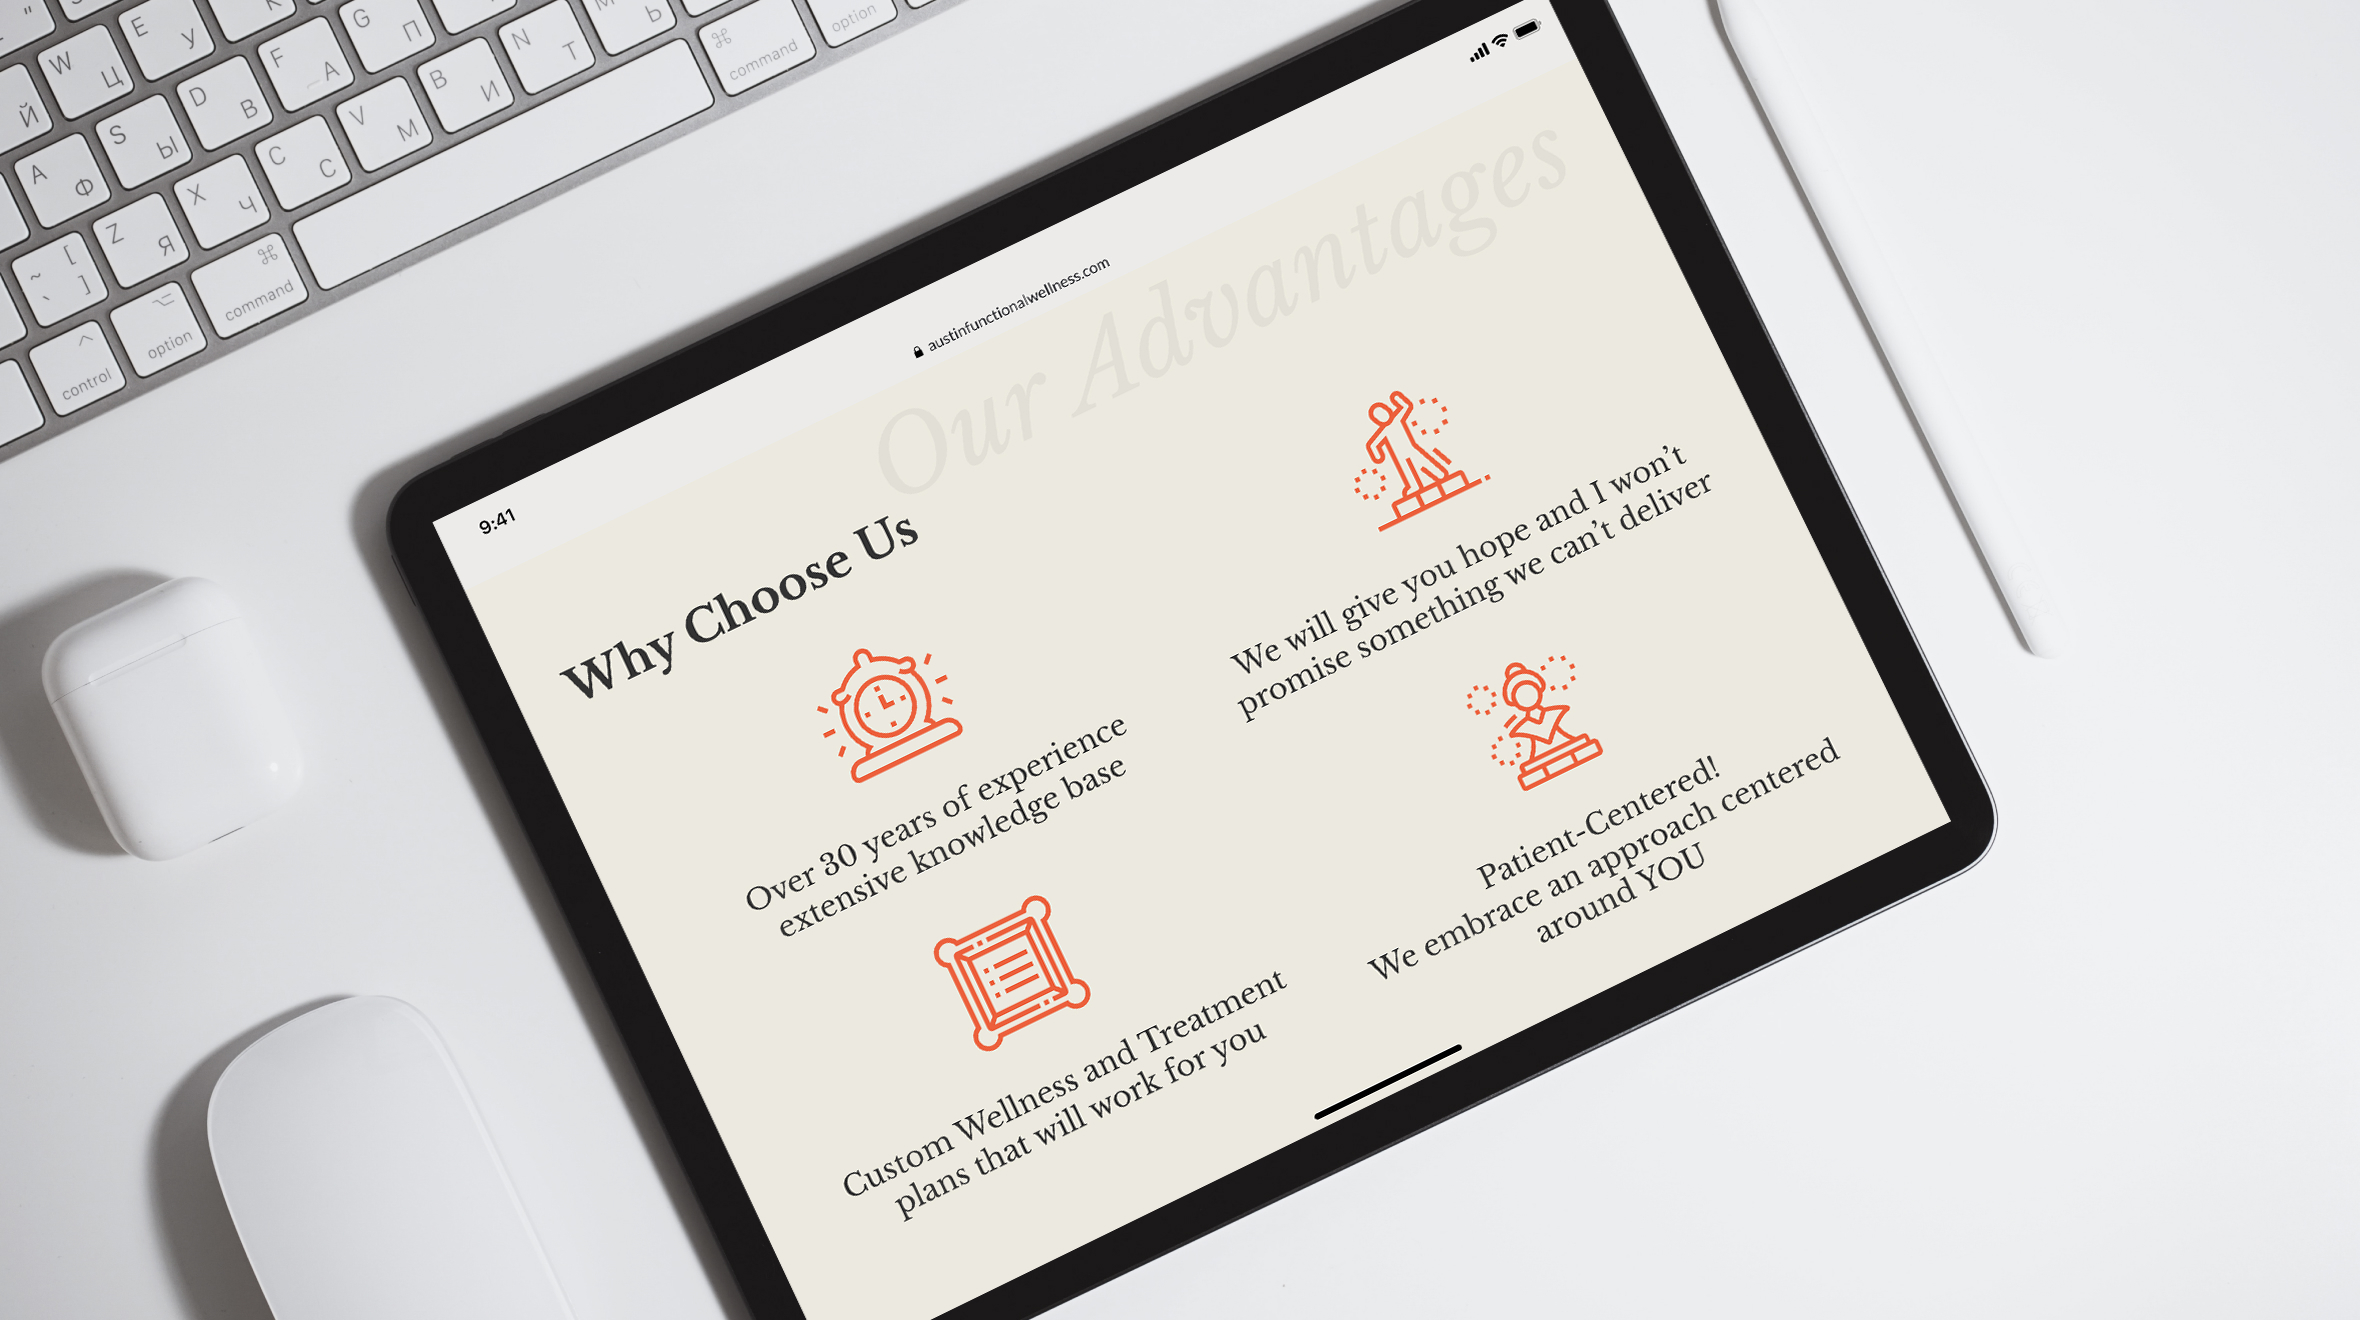 W Ц
E У
G П
Й
S Ы
D В
F А
B И
N Т
Ь
⌘
command
option
A Ф
X Ч
C С
V М
~ [
\ ]
Z Я
⌘
command
^
control
⌥
option
9:41
austinfunctionalwellness.com
Our Advantages
Why Choose Us
Over 30 years of experience
extensive knowledge base
We will give you hope and I won't
promise something we can't deliver
Custom Wellness and Treatment
plans that will work for you
Patient-Centered!
We embrace an approach centered
around YOU